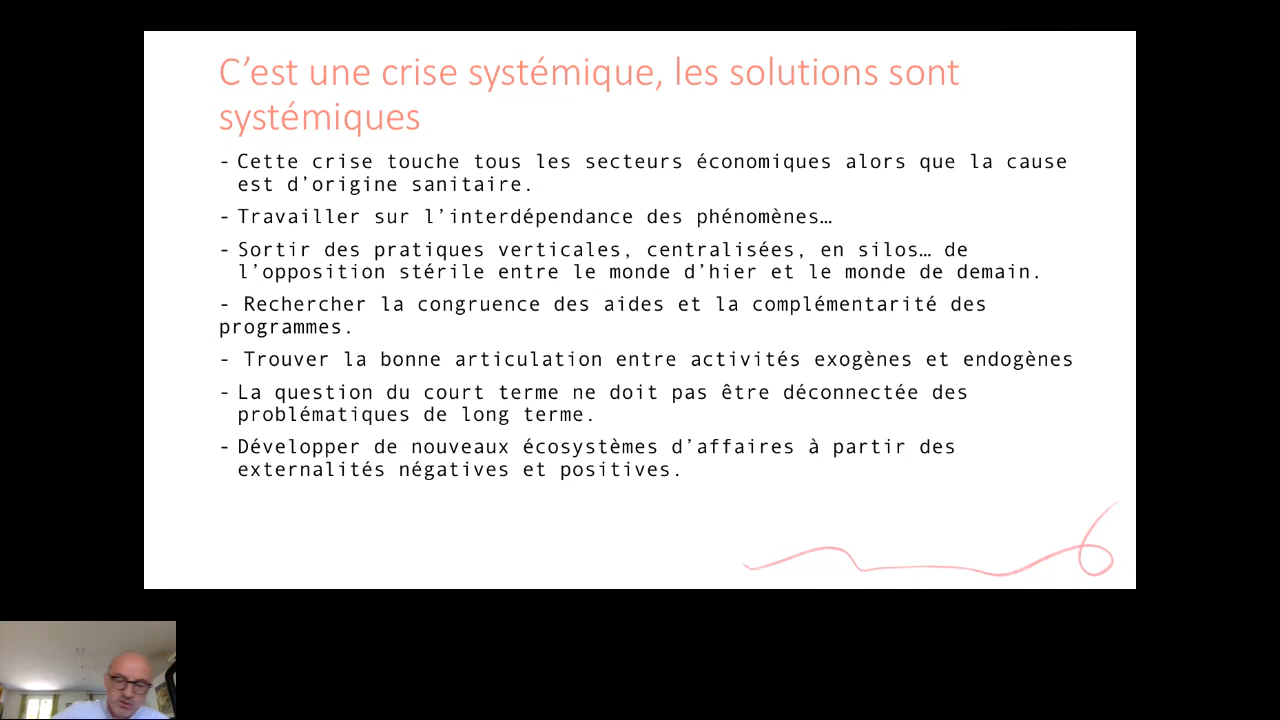 C’est une crise systémique, les solutions sont
systémiques
- Cette crise touche tous les secteurs économiques alors que la cause
est d’origine sanitaire.
- Travailler sur l’interdépendance des phénomènes…
- Sortir des pratiques verticales, centralisées, en silos… de
l’opposition stérile entre le monde d’hier et le monde de demain.
- Rechercher la congruence des aides et la complémentarité des
programmes.
- Trouver la bonne articulation entre activités exogènes et endogènes
- La question du court terme ne doit pas être déconnectée des
problématiques de long terme.
- Développer de nouveaux écosystèmes d’affaires à partir des
externalités négatives et positives.